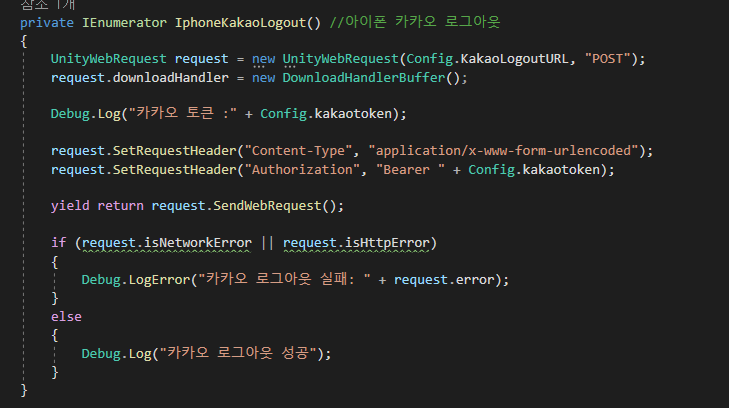 참조 1개
private IEnumerator IphoneKakaoLogout() //아이폰 카카오 로그아웃
{
UnityWebRequest request = new UnityWebRequest(Config.KakaoLogoutURL, "POST");
request.downloadHandler = new DownloadHandlerBuffer();
Debug.Log("카카오 토큰 :" + Config.kakaotoken);
request.SetRequestHeader("Content-Type", "application/x-www-form-urlencoded");
request.SetRequestHeader("Authorization", "Bearer " + Config.kakaotoken);
yield return request.SendWebRequest();
if (request.isNetworkError || request.isHttpError)
{
Debug.LogError("카카오 로그아웃 실패: " + request.error);
}
else
{
Debug.Log("카카오 로그아웃 성공");
}
}